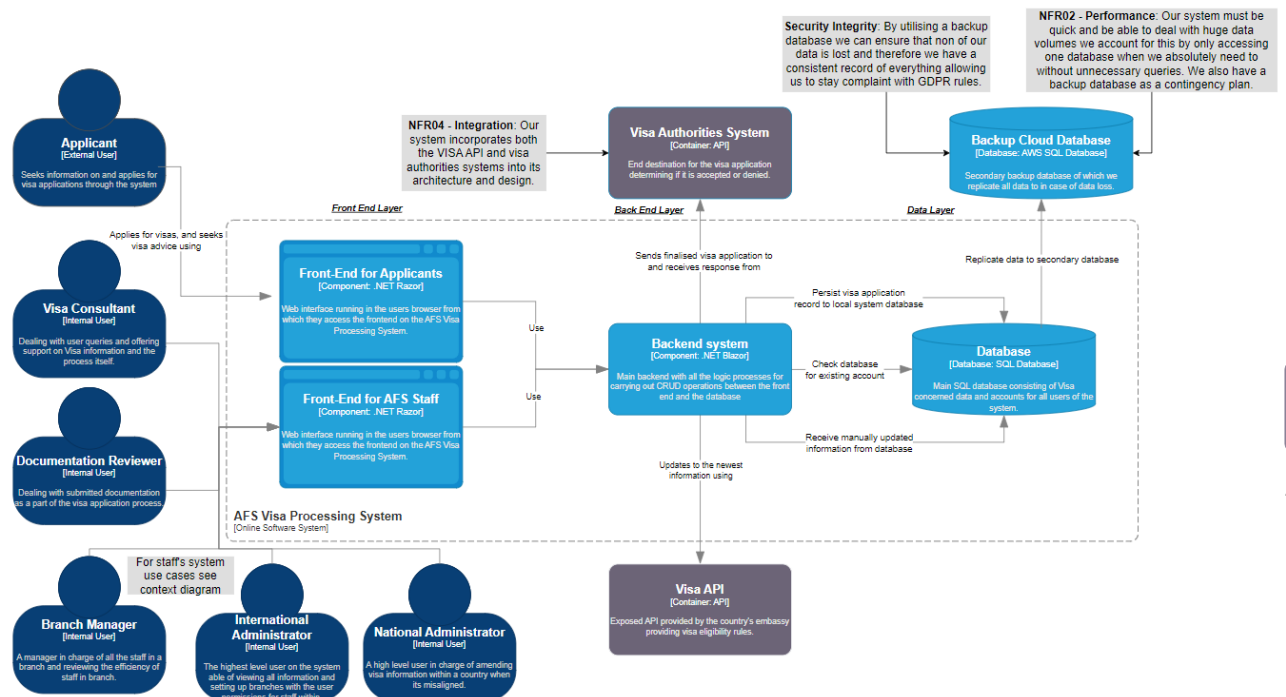 Security Integrity: By utilising a backup
database we can ensure that non of our
data is lost and therefore we have a
consistent record of everything allowing
us to stay complaint with GDPR rules.
NFR02 - Performance: Our system must be
quick and be able to deal with huge data
volumes we account for this by only accessing
one database when we absolutely need to
without unnecessary queries. We also have a
backup database as a contingency plan.
NFR04 - Integration: Our
system incorporates both
the VISA API and visa
authorities systems into its
architecture and design.
Visa Authorities System
[Container: API]
End destination for the visa application
determining if it is accepted or denied.
Backup Cloud Database
[Database: AWS SQL Database]
Secondary backup database of which we
replicate all data to in case of data loss.
Applicant
[External User]
Seeks information on and applies for
visa applications through the system
Front End Layer
Back End Layer
Data Layer
Applies for visas, and seeks
visa advice using
Front-End for Applicants
[Component: .NET Razor]
Web interface running in the users browser from
which they access the frontend on the AFS Visa
Processing System.
Sends finalised visa application to
and receives response from
Replicate data to secondary database
Visa Consultant
[Internal User]
Dealing with user queries and offering
support on Visa information and the
process itself.
Use
Use
Persist visa application
record to local system database
Backend system
[Component: .NET Blazor]
Main backend with all the logic processes for
carrying out CRUD operations between the front
end and the database
Check database
for existing account
Database
[Database: SQL Database]
Main SQL database consisting of Visa
concerned data and accounts for all users of the
system.
Front-End for AFS Staff
[Component: .NET Razor]
Web interface running in the users browser from
which they access the frontend on the AFS Visa
Processing System.
Receive manually updated
information from database
Documentation Reviewer
[Internal User]
Dealing with submitted documentation
as a part of the visa application process.
Updates to the newest
information using
AFS Visa Processing System
[Online Software System]
For staff's system
use cases see
context diagram
Branch Manager
[Internal User]
A manager in charge of all the staff in a
branch and reviewing the efficiency of
staff in branch.
International
Administrator
[Internal User]
The highest level user on the system
able of viewing all information and
setting up branches with the user
permissions for staff within
National Administrator
[Internal User]
A high level user in charge of amending
visa information within a country when
its misaligned.
Visa API
[Container: API]
Exposed API provided by the country's embassy
providing visa eligibility rules.